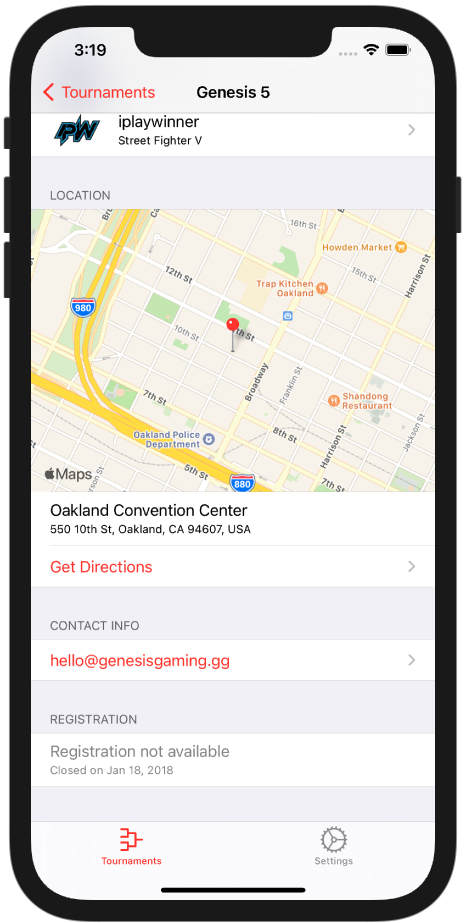 3:19
Tournaments
Genesis 5
PW
iplaywinner
Street Fighter V
LOCATION
16th St
Howden Market
12th St
15th St
Trap Kitchen
Oakland
Harrison St
980
10th St
th St
Broadway
Franklin St
7th St
Shandong
Restaurant
Oakland Police
Department
8th St
Harrison St
Jackson St
7th St
5th St
880
Maps
Oakland Convention Center
550 10th St, Oakland, CA 94607, USA
Get Directions
CONTACT INFO
hello@genesisgaming.gg
REGISTRATION
Registration not available
Closed on Jan 18, 2018
Tournaments
Settings